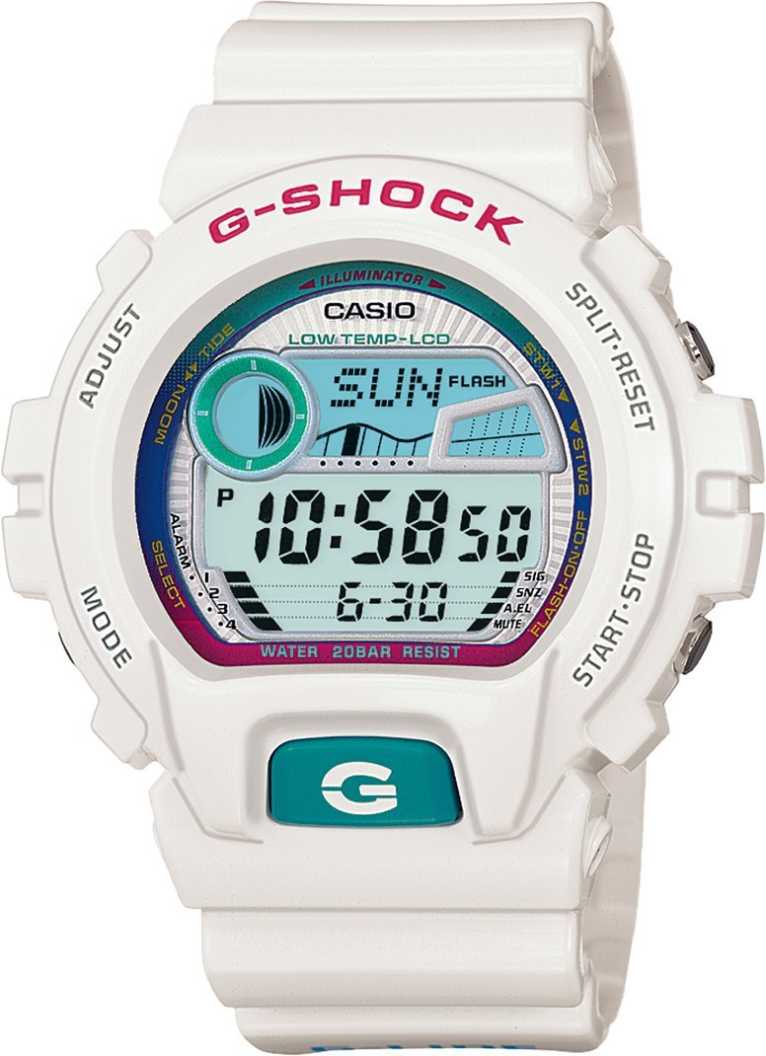 G-SHOCK
ILLUMINATOR
CASIO
LOW TEMP-LCD
ADJUST
SPLIT·RESET
MOON TIDE
STW1
STW2
SUN FLASH
P 10:58 50
ALARM
1
2
3
4
6-30
SIG
SNZ
A.EL
MUTE
SELECT
FLASH-ON·OFF
MODE
START·STOP
WATER 20BAR RESIST
G